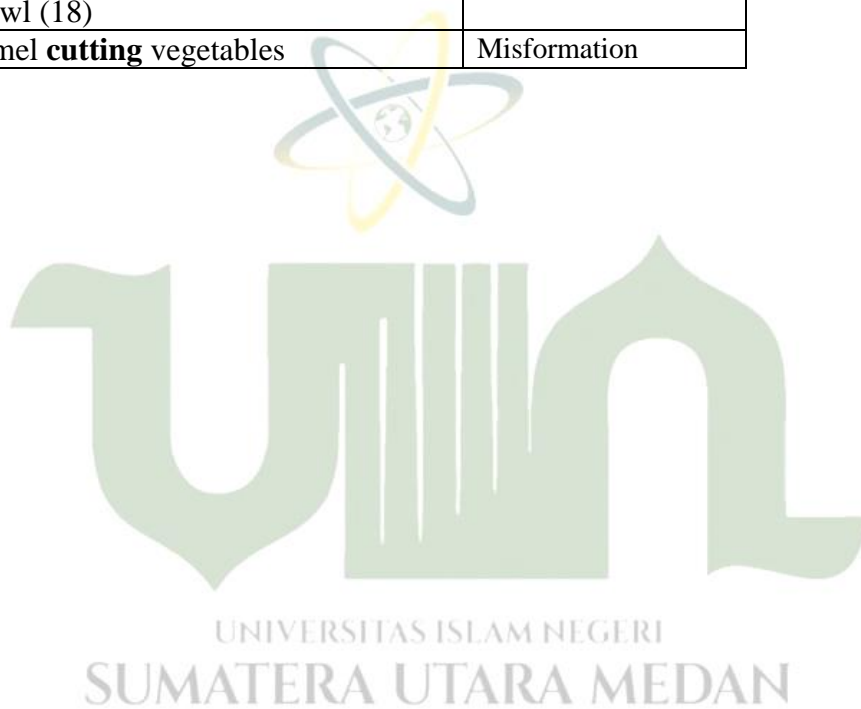 wl (18)
mel cutting vegetables Misformation
UNIVERSITAS ISLAM NEGERI
SUMATERA UTARA MEDAN